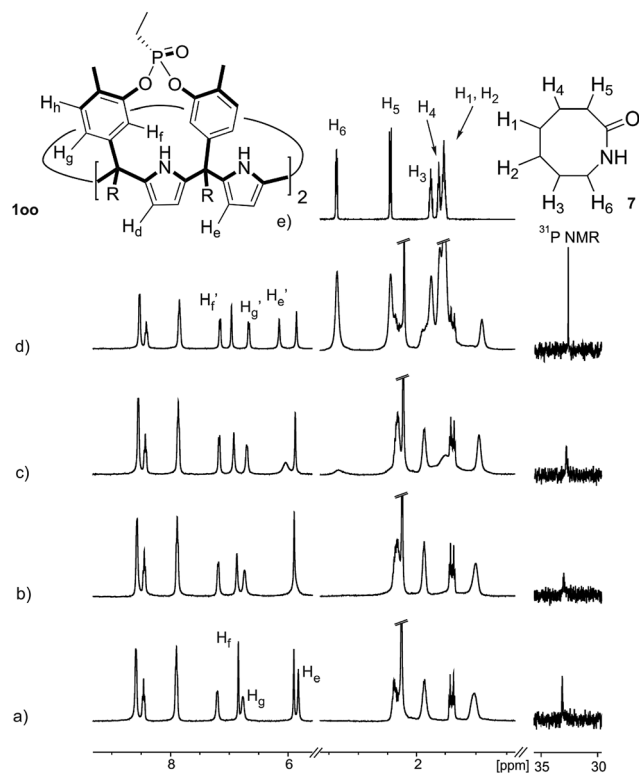 P
O
O
O
H_h
H_g
H_f
NH
NH
R
R
[ ]_2
H_d
H_e
1oo
e)
H_6
H_5
H_4
H_3
H_1, H_2
H_4
H_5
H_1
O
H_2
NH
H_3
H_6
7
³¹P NMR
d)
H_f'
H_g'
H_e'
c)
b)
a)
H_f
H_g
H_e
8
6
2
[ppm]
35
30